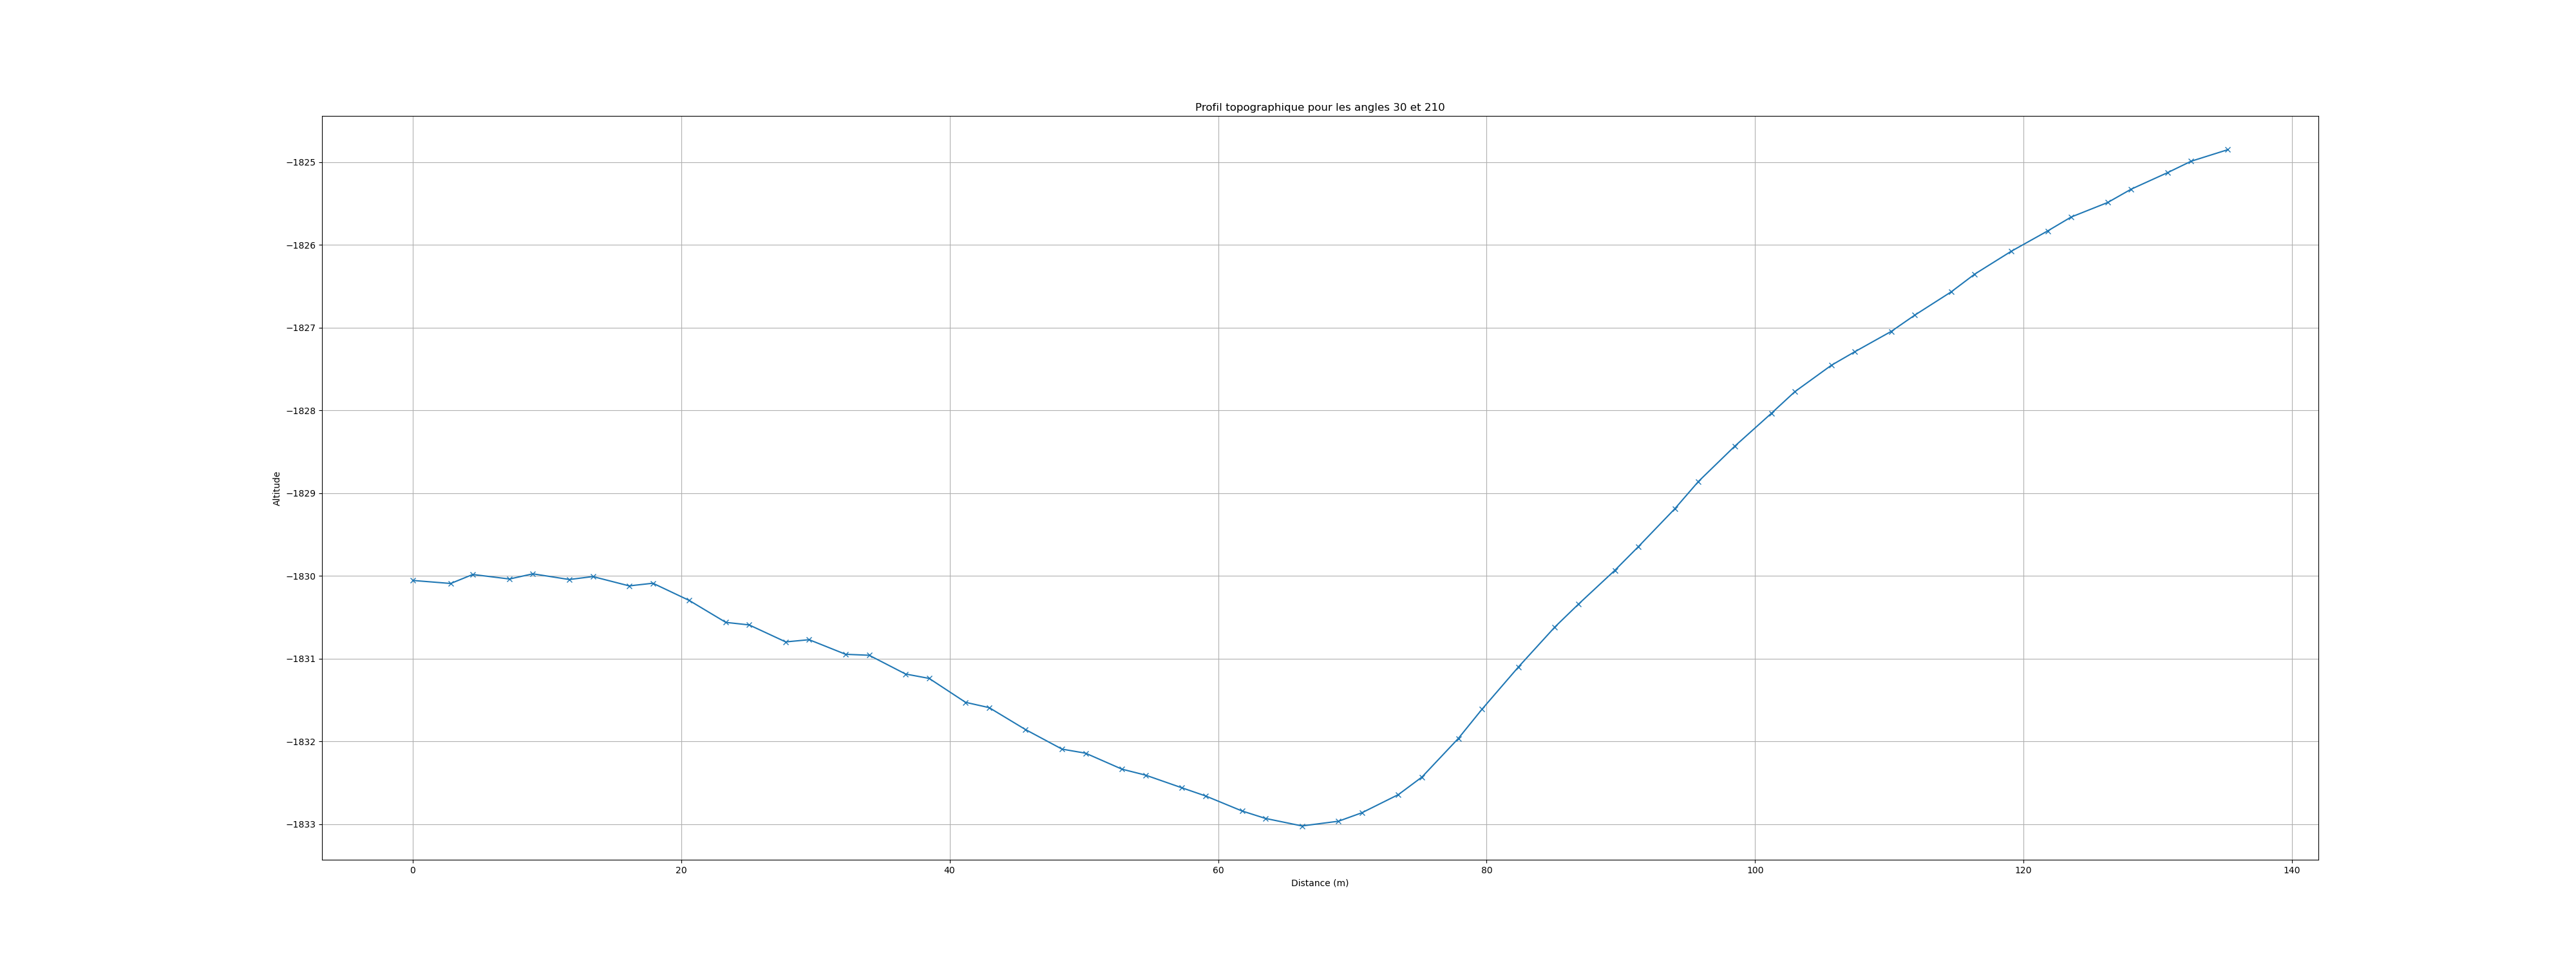 Profil topographique pour les angles 30 et 210
Altitude
−1825
−1826
−1827
−1828
−1829
−1830
−1831
−1832
−1833
0 20 40 60 80 100 120 140
Distance (m)